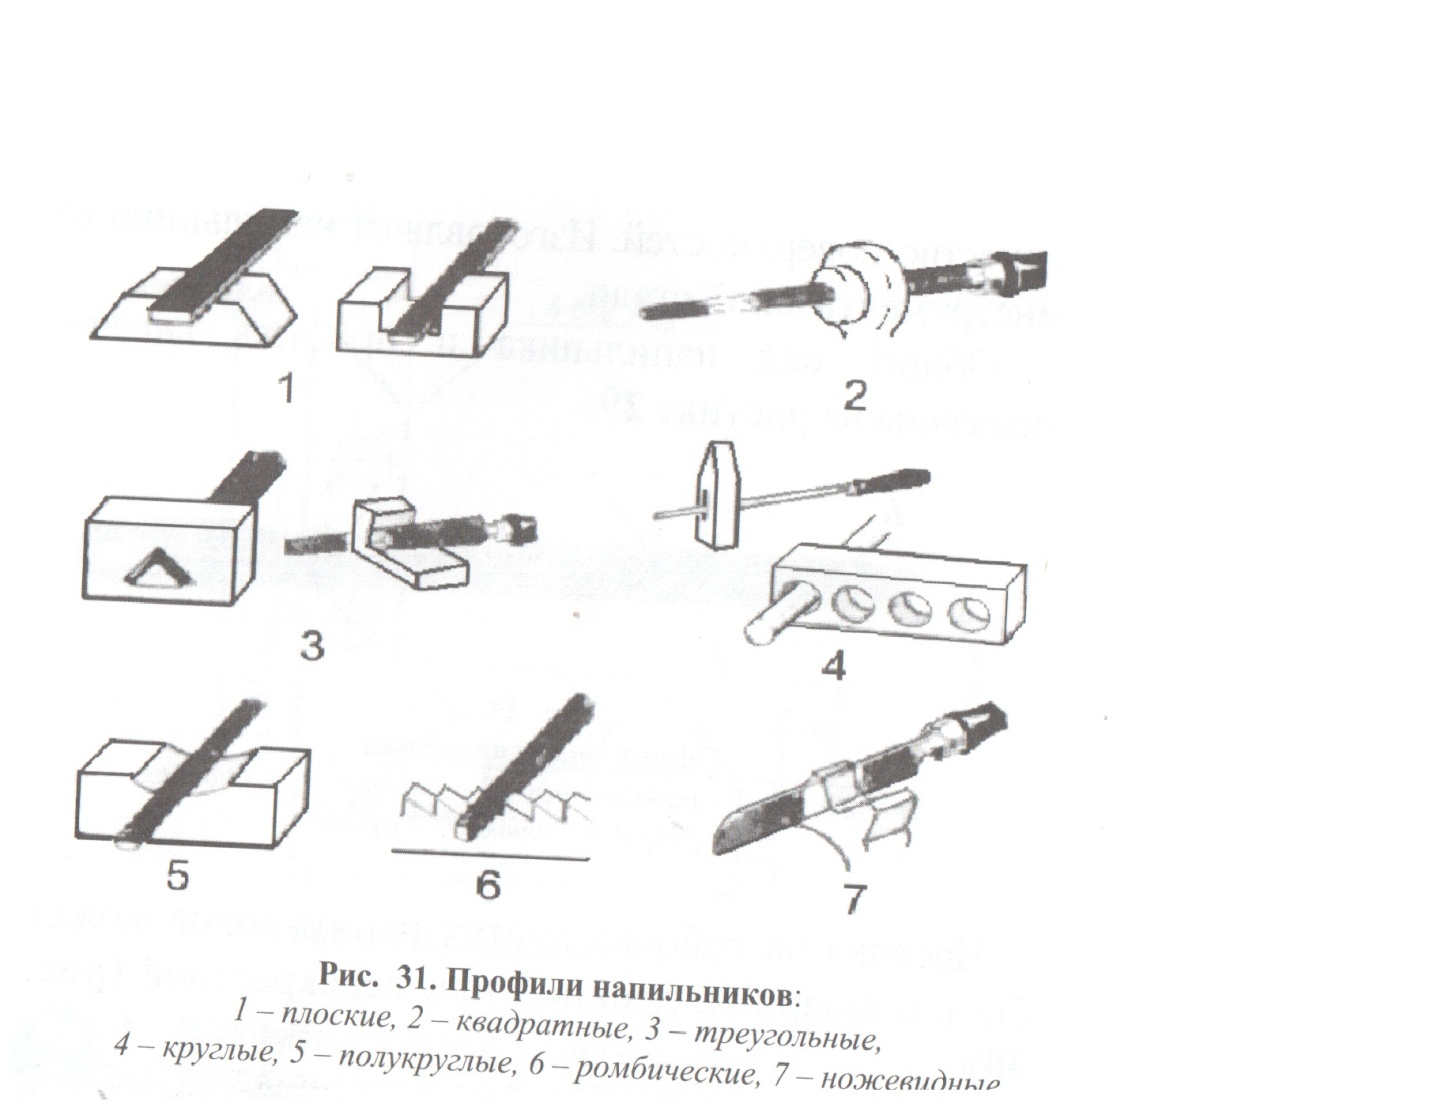 1
2
3
4
5
6
7
Рис. 31. Профили напильников:
1 – плоские, 2 – квадратные, 3 – треугольные,
4 – круглые, 5 – полукруглые, 6 – ромбические, 7 – ножевидные